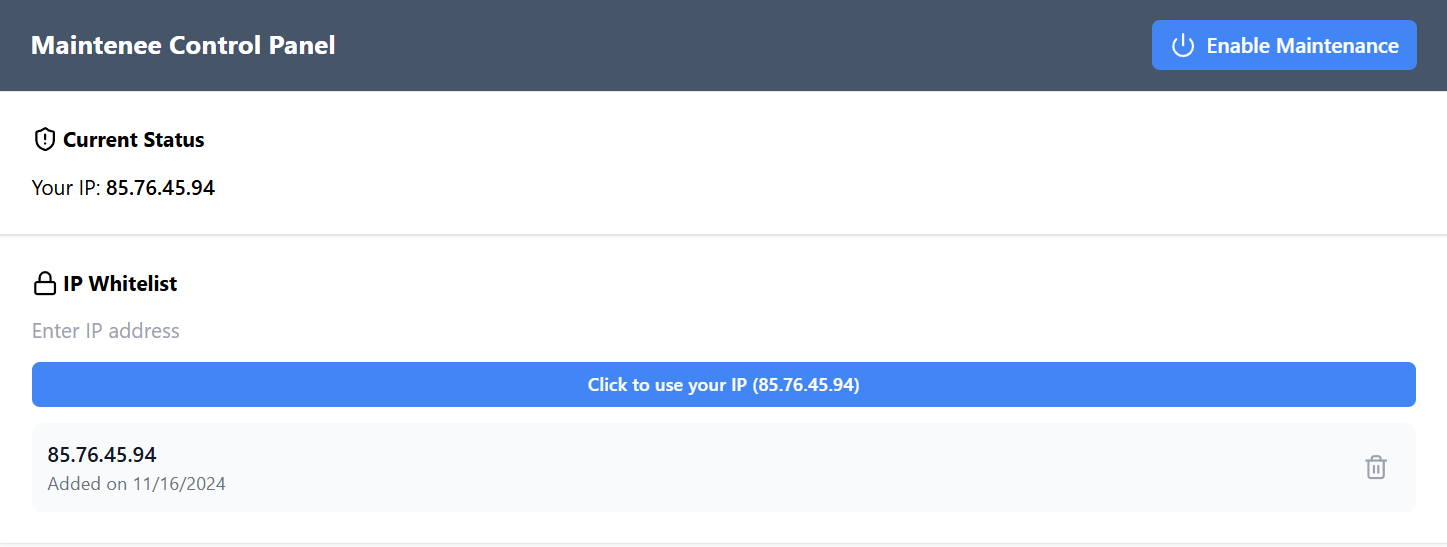 Maintenee Control Panel
Enable Maintenance
Current Status
Your IP: 85.76.45.94
IP Whitelist
Enter IP address
Click to use your IP (85.76.45.94)
85.76.45.94
Added on 11/16/2024